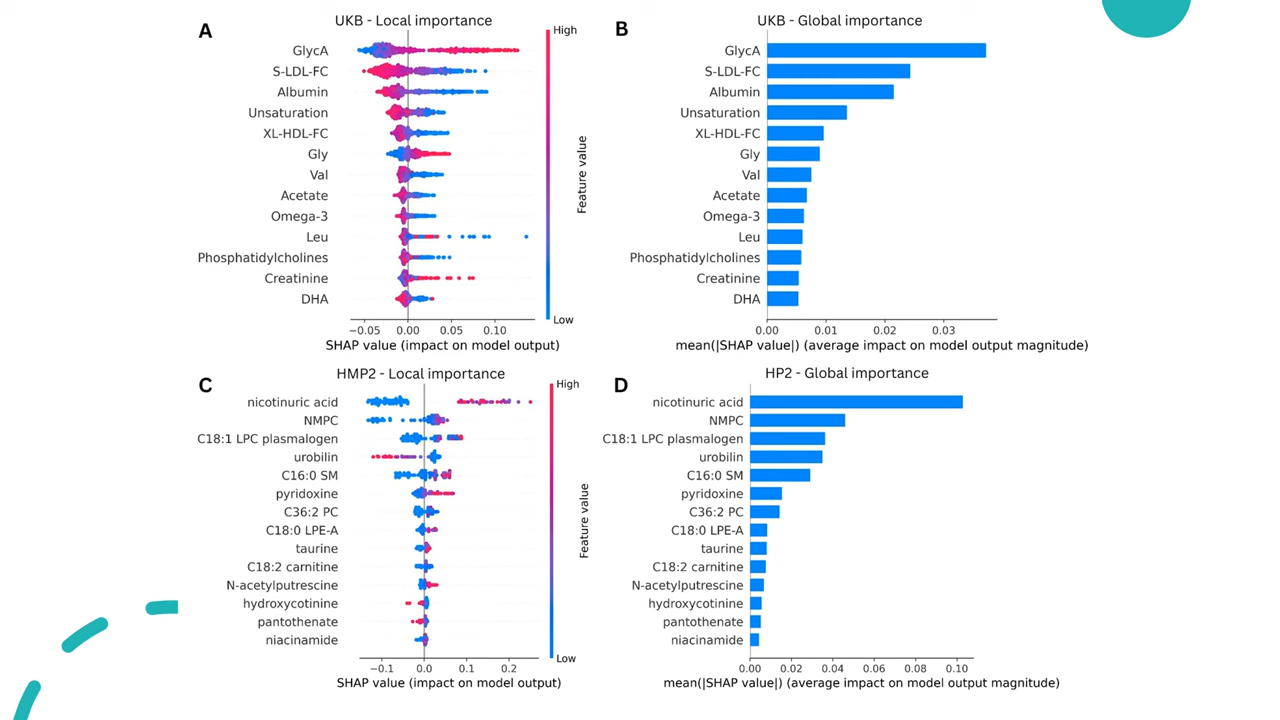 A
UKB - Local importance
GlycA
S-LDL-FC
Albumin
Unsaturation
XL-HDL-FC
Gly
Val
Acetate
Omega-3
Leu
Phosphatidylcholines
Creatinine
DHA
−0.05 0.00 0.05 0.10
SHAP value (impact on model output)
High
Feature value
Low
B
UKB - Global importance
GlycA
S-LDL-FC
Albumin
Unsaturation
XL-HDL-FC
Gly
Val
Acetate
Omega-3
Leu
Phosphatidylcholines
Creatinine
DHA
0.00 0.01 0.02 0.03
mean(|SHAP value|) (average impact on model output magnitude)
C
HMP2 - Local importance
nicotinuric acid
NMPC
C18:1 LPC plasmalogen
urobilin
C16:0 SM
pyridoxine
C36:2 PC
C18:0 LPE-A
taurine
C18:2 carnitine
N-acetylputrescine
hydroxycotinine
pantothenate
niacinamide
−0.1 0.0 0.1 0.2
SHAP value (impact on model output)
High
Feature value
Low
D
HP2 - Global importance
nicotinuric acid
NMPC
C18:1 LPC plasmalogen
urobilin
C16:0 SM
pyridoxine
C36:2 PC
C18:0 LPE-A
taurine
C18:2 carnitine
N-acetylputrescine
hydroxycotinine
pantothenate
niacinamide
0.00 0.02 0.04 0.06 0.08 0.10
mean(|SHAP value|) (average impact on model output magnitude)